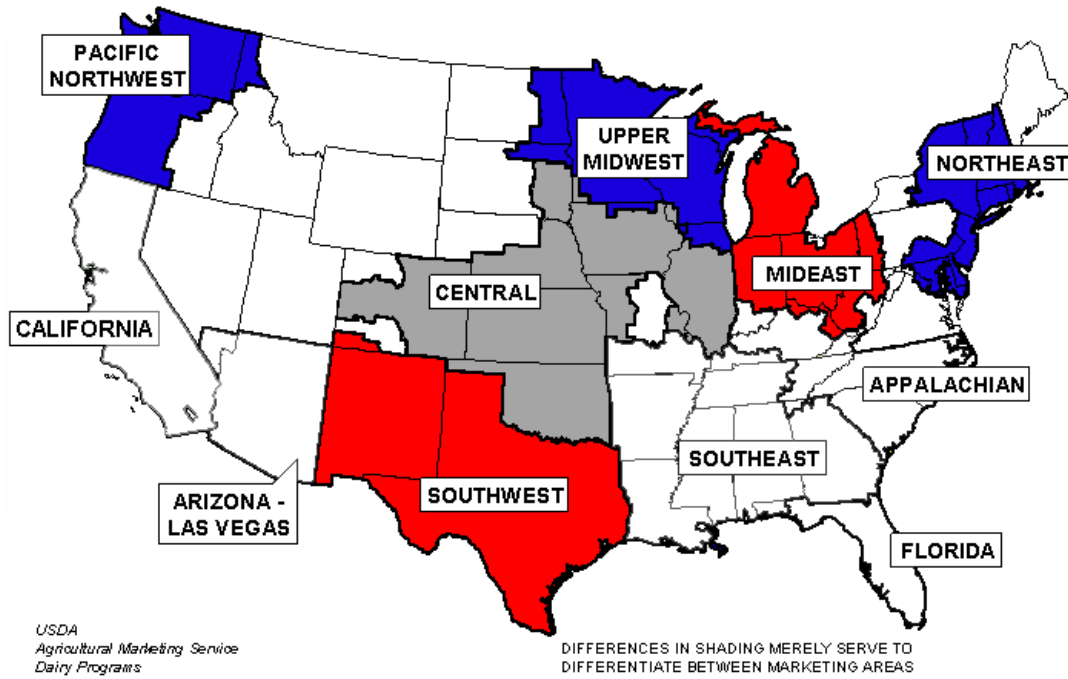 PACIFIC
NORTHWEST
UPPER
MIDWEST
NORTHEAST
MIDEAST
CENTRAL
CALIFORNIA
APPALACHIAN
SOUTHEAST
SOUTHWEST
ARIZONA -
LAS VEGAS
FLORIDA
USDA
Agricultural Marketing Service
Dairy Programs
DIFFERENCES IN SHADING MERELY SERVE TO
DIFFERENTIATE BETWEEN MARKETING AREAS